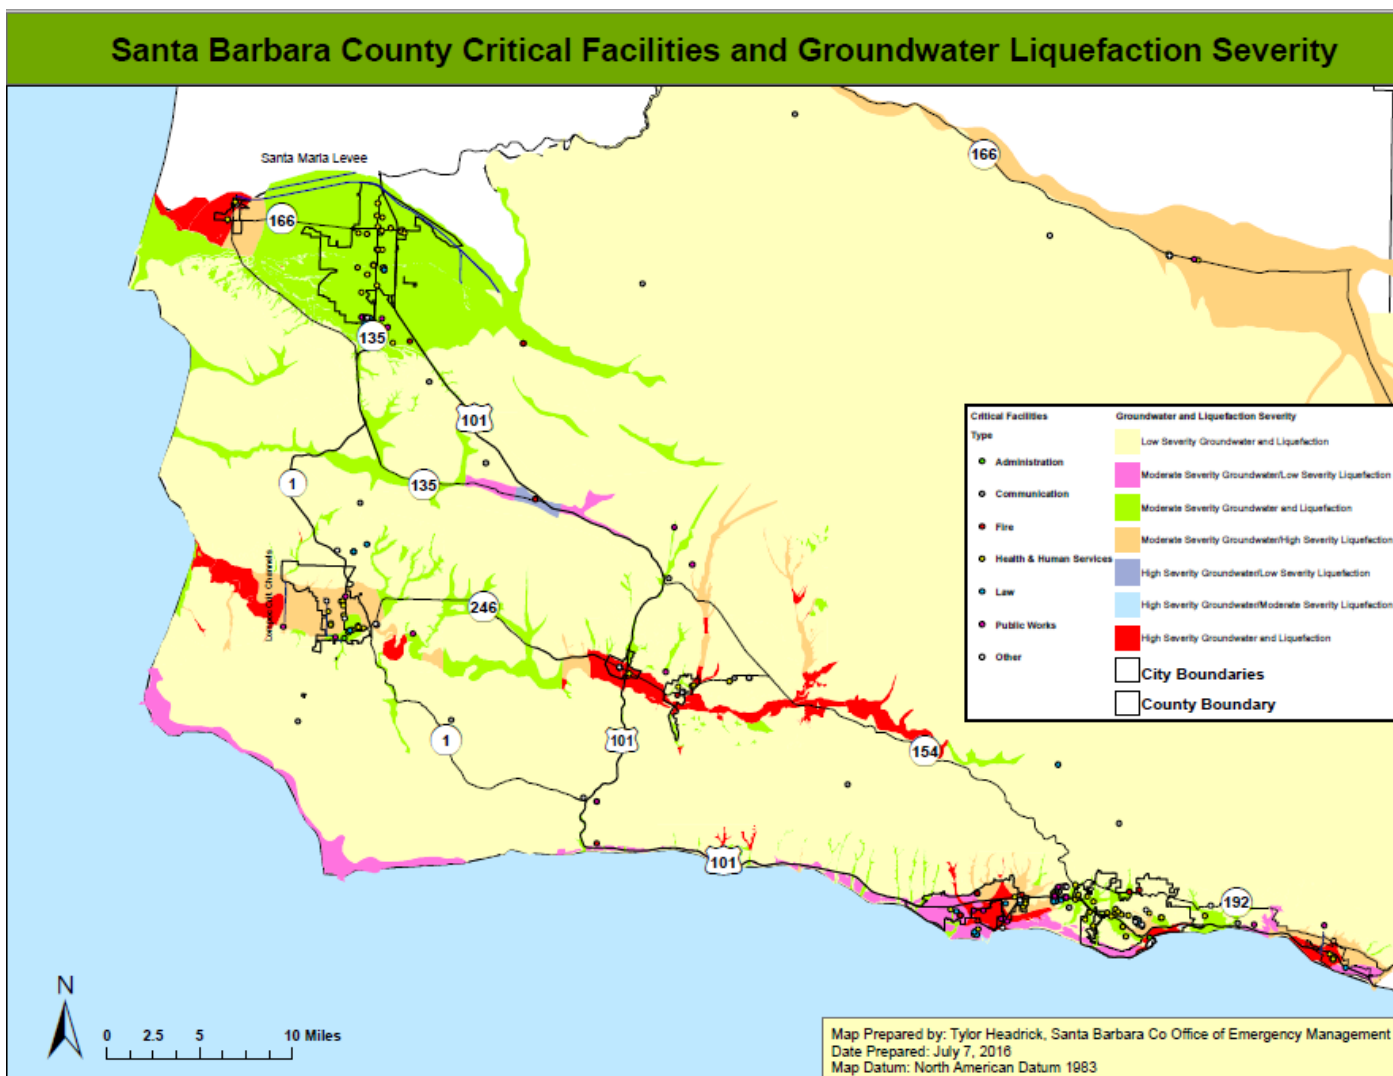 Santa Barbara County Critical Facilities and Groundwater Liquefaction Severity
Santa Maria Levee
166
166
135
101
1
135
246
1
101
154
101
192
Critical Facilities
Type
Administration
Communication
Fire
Health & Human Services
Law
Public Works
Other
Groundwater and Liquefaction Severity
Low Severity Groundwater and Liquefaction
Moderate Severity Groundwater/Low Severity Liquefaction
Moderate Severity Groundwater and Liquefaction
Moderate Severity Groundwater/High Severity Liquefaction
High Severity Groundwater/Low Severity Liquefaction
High Severity Groundwater/Moderate Severity Liquefaction
High Severity Groundwater and Liquefaction
City Boundaries
County Boundary
N
0 2.5 5 10 Miles
Map Prepared by: Tylor Headrick, Santa Barbara Co Office of Emergency Management
Date Prepared: July 7, 2016
Map Datum: North American Datum 1983
Channels